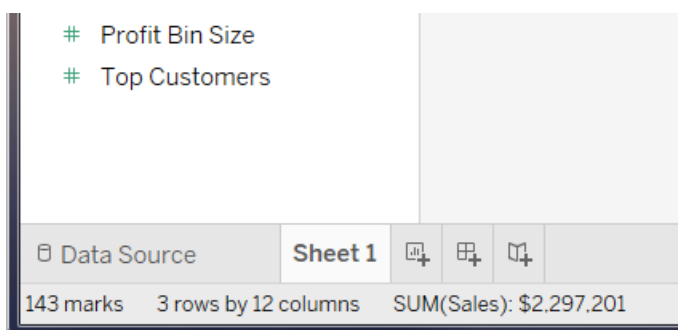 Profit Bin Size
Top Customers
Data Source Sheet 1
143 marks 3 rows by 12 columns SUM(Sales): $2,297,201